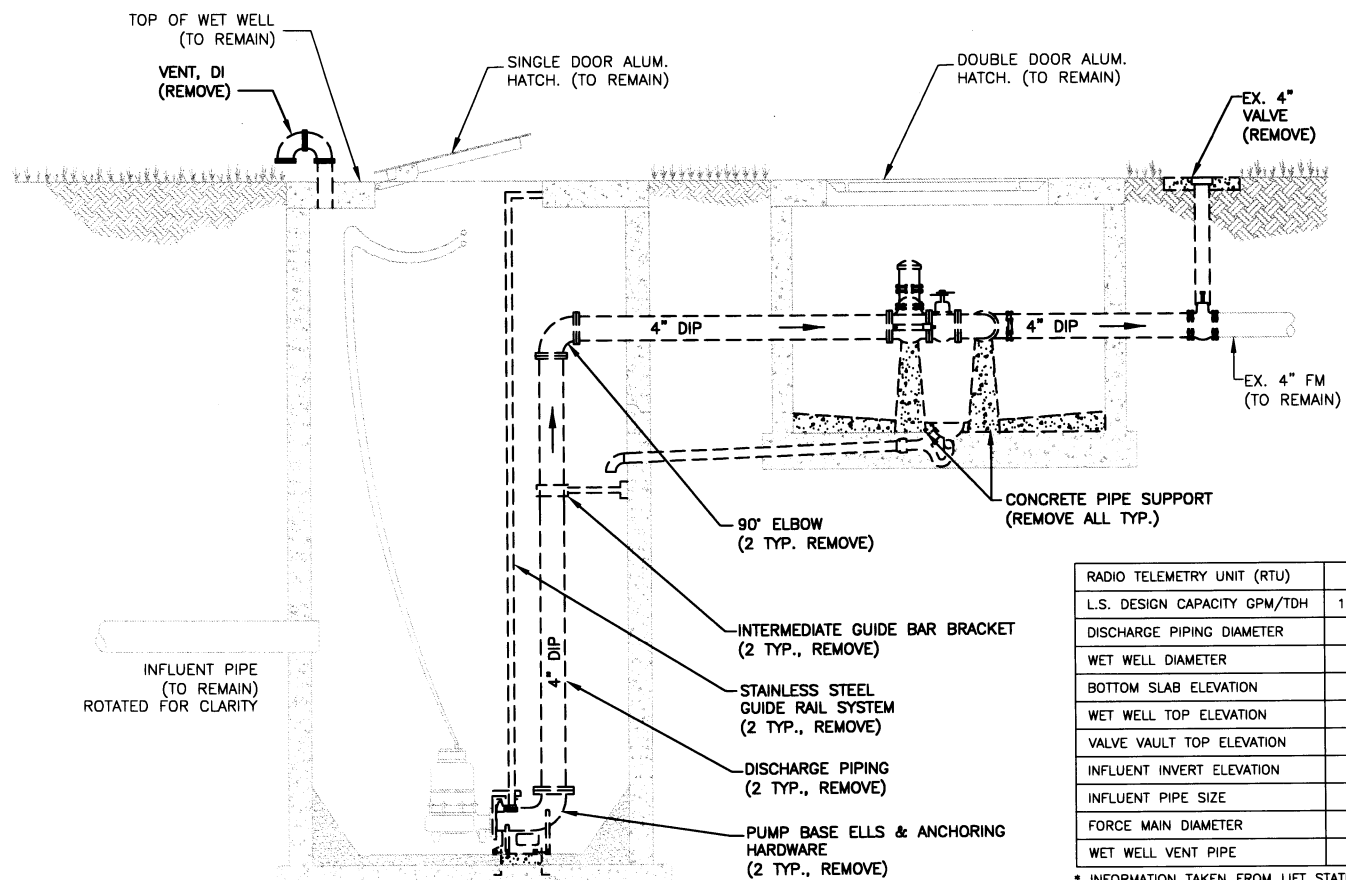 TOP OF WET WELL
(TO REMAIN)
VENT, DI
(REMOVE)
SINGLE DOOR ALUM.
HATCH. (TO REMAIN)
DOUBLE DOOR ALUM.
HATCH. (TO REMAIN)
EX. 4"
VALVE
(REMOVE)
4" DIP
4" DIP
EX. 4" FM
(TO REMAIN)
CONCRETE PIPE SUPPORT
(REMOVE ALL TYP.)
90° ELBOW
(2 TYP. REMOVE)
INTERMEDIATE GUIDE BAR BRACKET
(2 TYP., REMOVE)
4" DIP
INFLUENT PIPE
(TO REMAIN)
ROTATED FOR CLARITY
STAINLESS STEEL
GUIDE RAIL SYSTEM
(2 TYP., REMOVE)
DISCHARGE PIPING
(2 TYP., REMOVE)
PUMP BASE ELLS & ANCHORING
HARDWARE
(2 TYP., REMOVE)
RADIO TELEMETRY UNIT (RTU)
L.S. DESIGN CAPACITY GPM/TDH 1
DISCHARGE PIPING DIAMETER
WET WELL DIAMETER
BOTTOM SLAB ELEVATION
WET WELL TOP ELEVATION
VALVE VAULT TOP ELEVATION
INFLUENT INVERT ELEVATION
INFLUENT PIPE SIZE
FORCE MAIN DIAMETER
WET WELL VENT PIPE
* INFORMATION TAKEN FROM LIFT